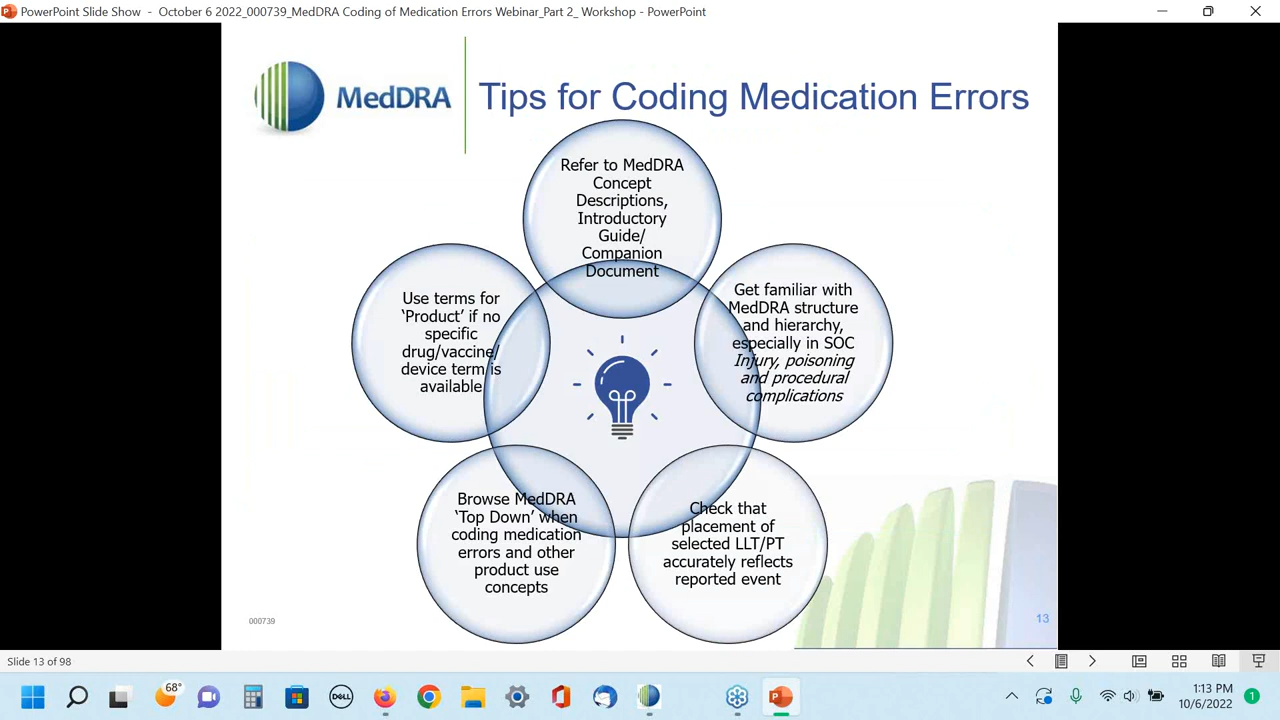 PowerPoint Slide Show - October 6 2022_000739_MedDRA Coding of Medication Errors Webinar_Part 2_ Workshop - PowerPoint
MedDRA
Tips for Coding Medication Errors
Refer to MedDRA
Concept
Descriptions,
Introductory
Guide/
Companion
Document
Get familiar with
MedDRA structure
and hierarchy,
especially in SOC
Injury, poisoning
and procedural
complications
Check that
placement of
selected LLT/PT
accurately reflects
reported event
Browse MedDRA
‘Top Down’ when
coding medication
errors and other
product use
concepts
Use terms for
‘Product’ if no
specific
drug/vaccine/
device term is
available
000739
13
Slide 13 of 98
68°
DELL
1:13 PM
10/6/2022
1